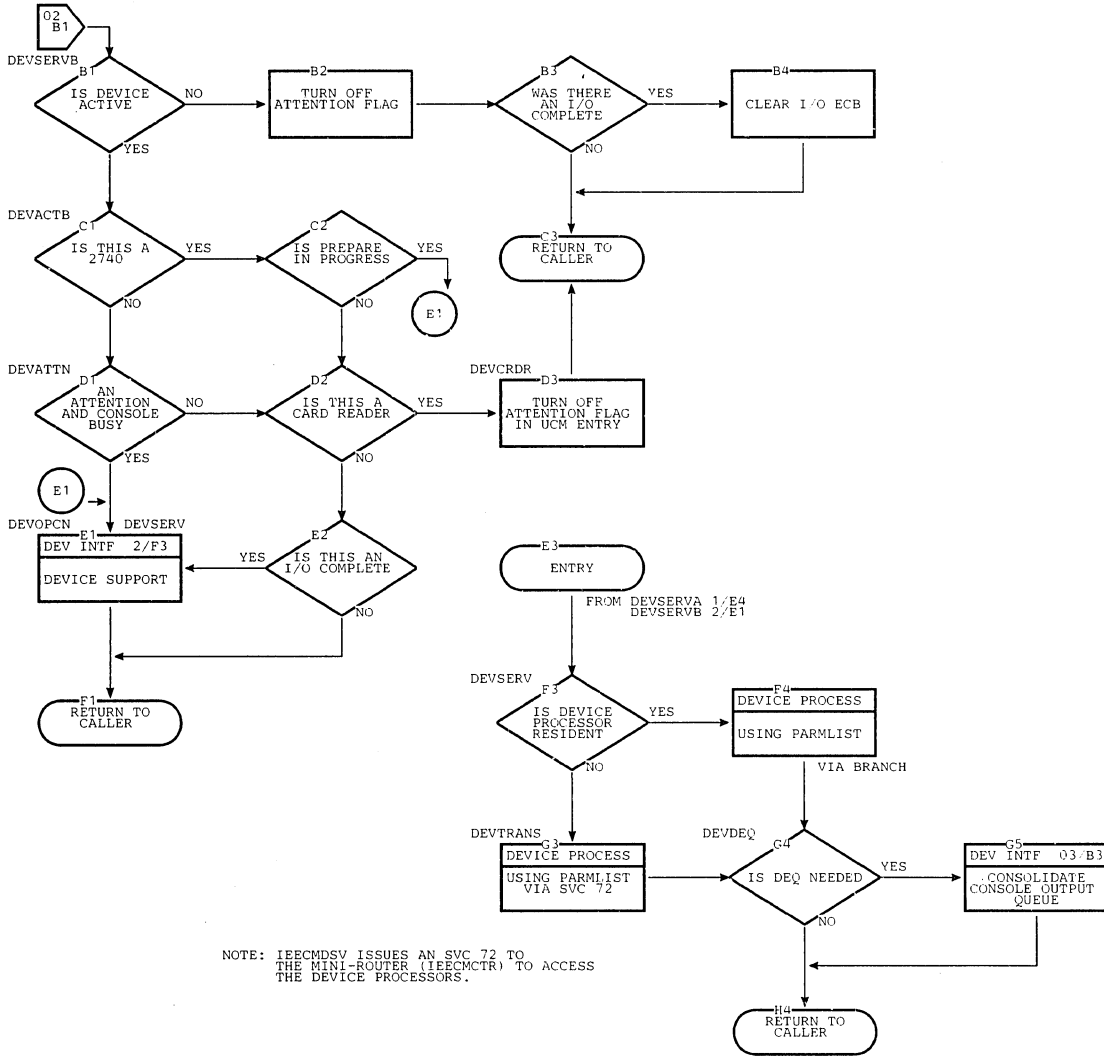 02
B1
DEVSERVB
B1
IS DEVICE
ACTIVE
NO
YES
B2
TURN OFF
ATTENTION FLAG
B3
WAS THERE
AN I/O
COMPLETE
YES
NO
B4
CLEAR I/O ECB
DEVACTB
C1
IS THIS A
2740
YES
NO
C2
IS PREPARE
IN PROGRESS
YES
NO
E1
C3
RETURN TO
CALLER
DEVATTN
D1
AN
ATTENTION
AND CONSOLE
BUSY
NO
YES
D2
IS THIS A
CARD READER
YES
NO
DEVCRDR
D3
TURN OFF
ATTENTION FLAG
IN UCM ENTRY
E1
DEVOPCN
E1
DEVSERV
DEV INTF 2/F3
DEVICE SUPPORT
E2
IS THIS AN
I/O COMPLETE
YES
NO
E3
ENTRY
FROM DEVSERVA 1/E4
DEVSERVB 2/E1
F1
RETURN TO
CALLER
DEVSERV
F3
IS DEVICE
PROCESSOR
RESIDENT
YES
NO
F4
DEVICE PROCESS
USING PARMLIST
VIA BRANCH
DEVTRANS
G3
DEVICE PROCESS
USING PARMLIST
VIA SVC 72
DEVDEQ
G4
IS DEQ NEEDED
YES
NO
G5
DEV INTF 03/B3
CONSOLIDATE
CONSOLE OUTPUT
QUEUE
NOTE: IEECMDSV ISSUES AN SVC 72 TO
THE MINI-ROUTER (IEECMCTR) TO ACCESS
THE DEVICE PROCESSORS.
H4
RETURN TO
CALLER